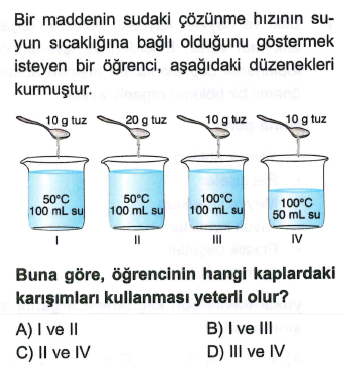 Bir maddenin sudaki çözünme hızının su-
yun sıcaklığına bağlı olduğunu göstermek
isteyen bir öğrenci, aşağıdaki düzenekleri
kurmuştur.
10 g tuz 20 g tuz 10 g tuz 10 g tuz
50°C 50°C 100°C 100°C
100 mL su 100 mL su 100 mL su 50 mL su
I II III IV
Buna göre, öğrencinin hangi kaplardaki
karışımları kullanması yeterli olur?
A) I ve II B) I ve III
C) II ve IV D) III ve IV